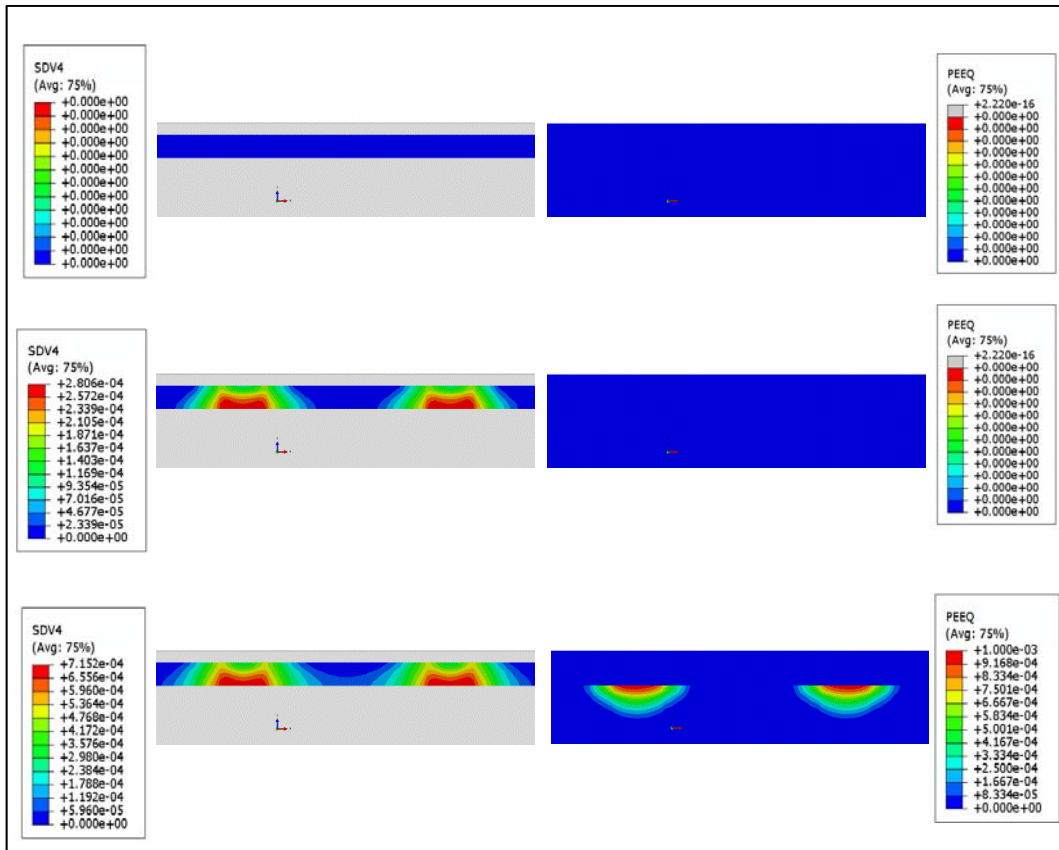 SDV4
(Avg: 75%)
+0.000e+00
+0.000e+00
+0.000e+00
+0.000e+00
+0.000e+00
+0.000e+00
+0.000e+00
+0.000e+00
+0.000e+00
+0.000e+00
+0.000e+00
+0.000e+00
+0.000e+00
PEEQ
(Avg: 75%)
+2.220e-16
+0.000e+00
+0.000e+00
+0.000e+00
+0.000e+00
+0.000e+00
+0.000e+00
+0.000e+00
+0.000e+00
+0.000e+00
+0.000e+00
+0.000e+00
+0.000e+00
+0.000e+00
SDV4
(Avg: 75%)
+2.806e-04
+2.572e-04
+2.339e-04
+2.105e-04
+1.871e-04
+1.637e-04
+1.403e-04
+1.169e-04
+9.354e-05
+7.016e-05
+4.677e-05
+2.339e-05
+0.000e+00
PEEQ
(Avg: 75%)
+2.220e-16
+0.000e+00
+0.000e+00
+0.000e+00
+0.000e+00
+0.000e+00
+0.000e+00
+0.000e+00
+0.000e+00
+0.000e+00
+0.000e+00
+0.000e+00
+0.000e+00
+0.000e+00
SDV4
(Avg: 75%)
+7.152e-04
+6.556e-04
+5.960e-04
+5.364e-04
+4.768e-04
+4.172e-04
+3.576e-04
+2.980e-04
+2.384e-04
+1.788e-04
+1.192e-04
+5.960e-05
+0.000e+00
PEEQ
(Avg: 75%)
+1.000e-03
+9.168e-04
+8.334e-04
+7.501e-04
+6.667e-04
+5.834e-04
+5.001e-04
+4.167e-04
+3.334e-04
+2.500e-04
+1.667e-04
+8.334e-05
+0.000e+00